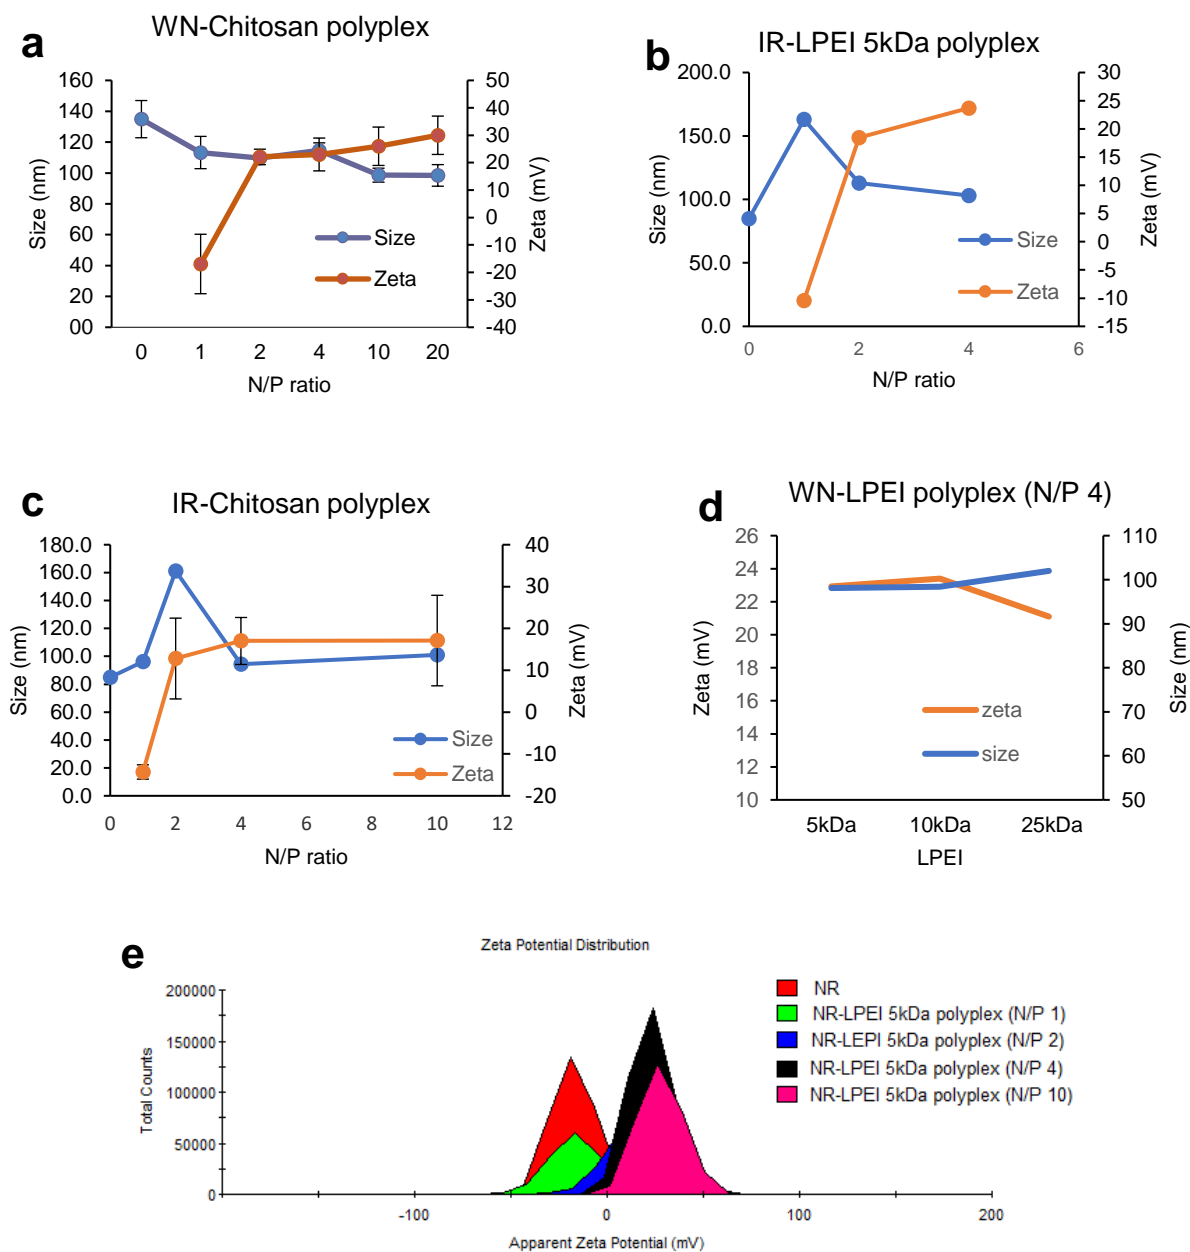 a
WN-Chitosan polyplex
160
140
120
100
80
60
40
20
00
Size (nm)
50
40
30
20
10
0
-10
-20
-30
-40
Zeta (mV)
Size
Zeta
0 1 2 4 10 20
N/P ratio
b
IR-LPEI 5kDa polyplex
200.0
150.0
100.0
50.0
0.0
Size (nm)
30
25
20
15
10
5
0
-5
-10
-15
Zeta (mV)
Size
Zeta
0 2 4 6
N/P ratio
c
IR-Chitosan polyplex
180.0
160.0
140.0
120.0
100.0
80.0
60.0
40.0
20.0
0.0
Size (nm)
40
30
20
10
0
-10
-20
Zeta (mV)
Size
Zeta
0 2 4 6 8 10 12
N/P ratio
d
WN-LPEI polyplex (N/P 4)
26
24
22
20
18
16
14
12
10
Zeta (mV)
110
100
90
80
70
60
50
Size (nm)
zeta
size
5kDa 10kDa 25kDa
LPEI
e
Zeta Potential Distribution
200000
150000
100000
50000
0
Total Counts
-100 0 100 200
Apparent Zeta Potential (mV)
NR
NR-LPEI 5kDa polyplex (N/P 1)
NR-LEPI 5kDa polyplex (N/P 2)
NR-LPEI 5kDa polyplex (N/P 4)
NR-LPEI 5kDa polyplex (N/P 10)